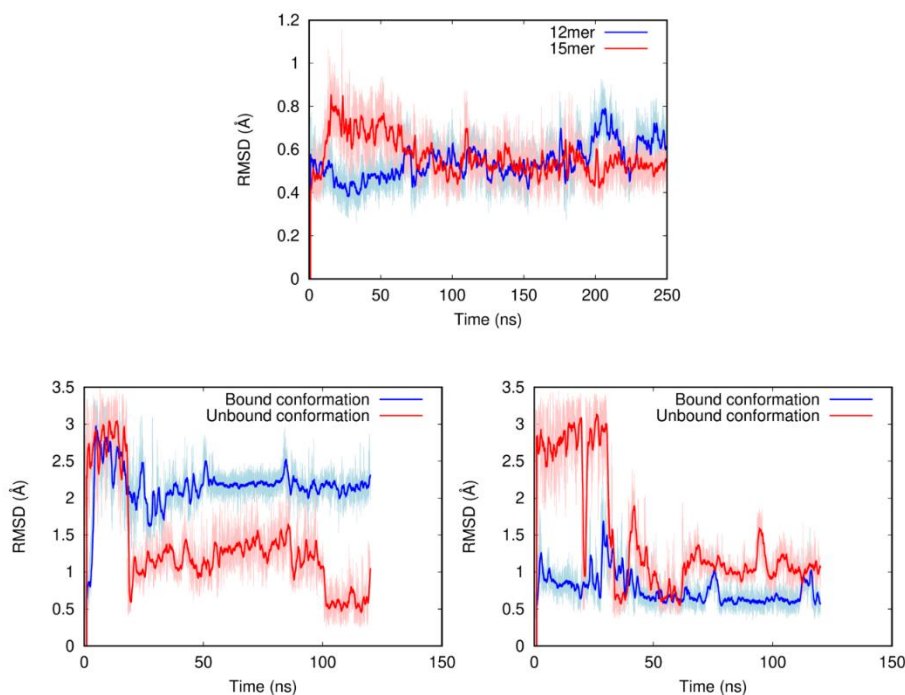 12mer
15mer
RMSD (Å)
1.2
1
0.8
0.6
0.4
0.2
0
0 50 100 150 200 250
Time (ns)
Bound conformation
Unbound conformation
RMSD (Å)
3.5
3
2.5
2
1.5
1
0.5
0
0 50 100 150
Time (ns)
Bound conformation
Unbound conformation
RMSD (Å)
3.5
3
2.5
2
1.5
1
0.5
0
0 50 100 150
Time (ns)